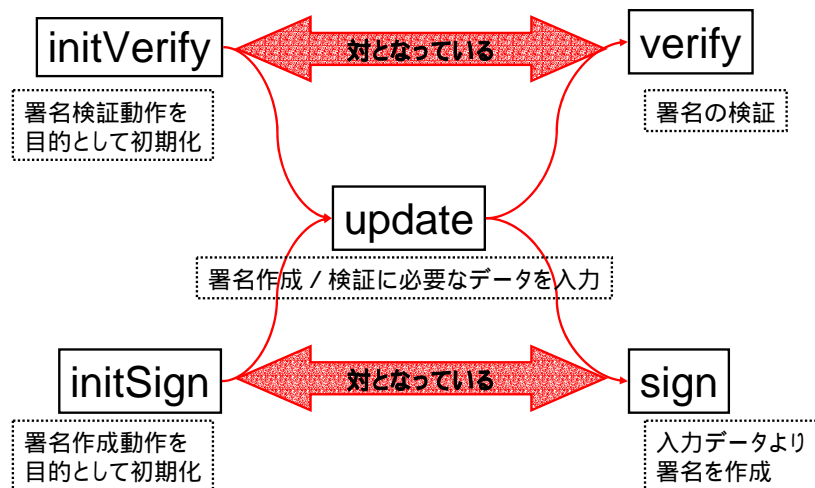 initVerify
対となっている
verify
署名検証動作を
目的として初期化
署名の検証
update
署名作成 / 検証に必要なデータを入力
initSign
対となっている
sign
署名作成動作を
目的として初期化
入力データより
署名を作成